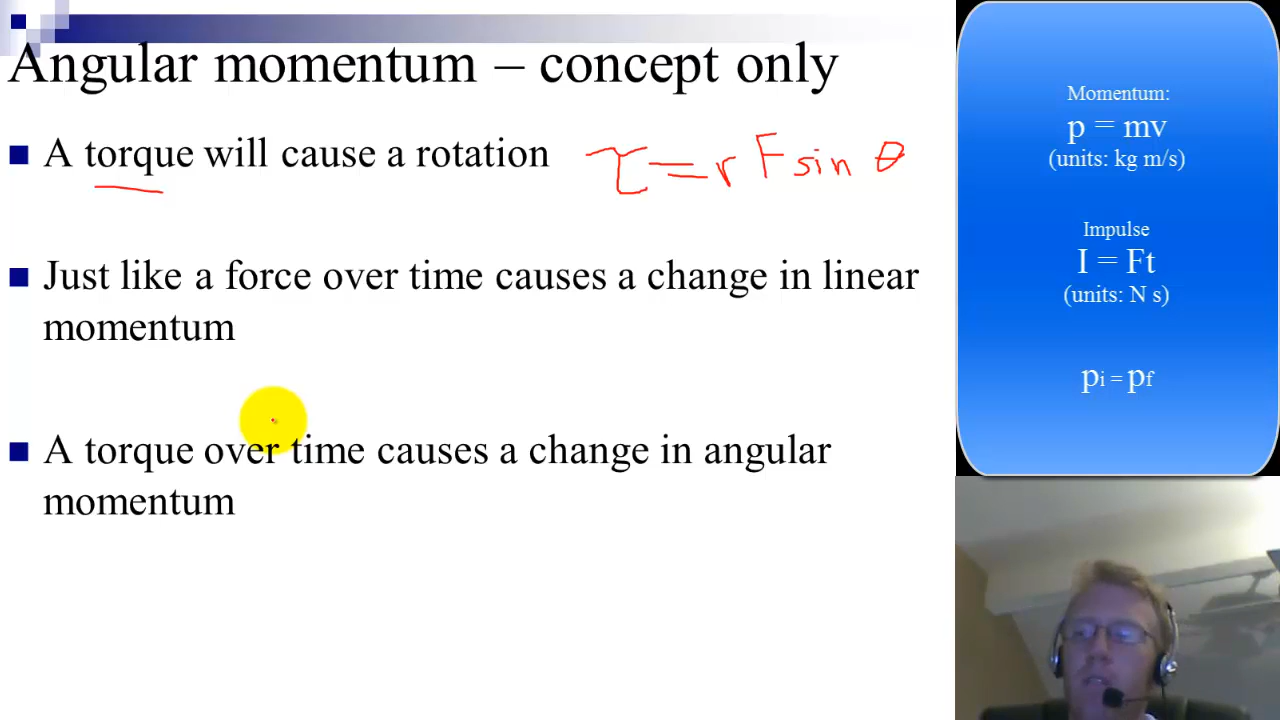 Angular momentum – concept only
A torque will cause a rotation τ = r F sin θ
Just like a force over time causes a change in linear
momentum
A torque over time causes a change in angular
momentum
Momentum:
p = mv
(units: kg m/s)
Impulse
I = Ft
(units: N s)
pi = pf